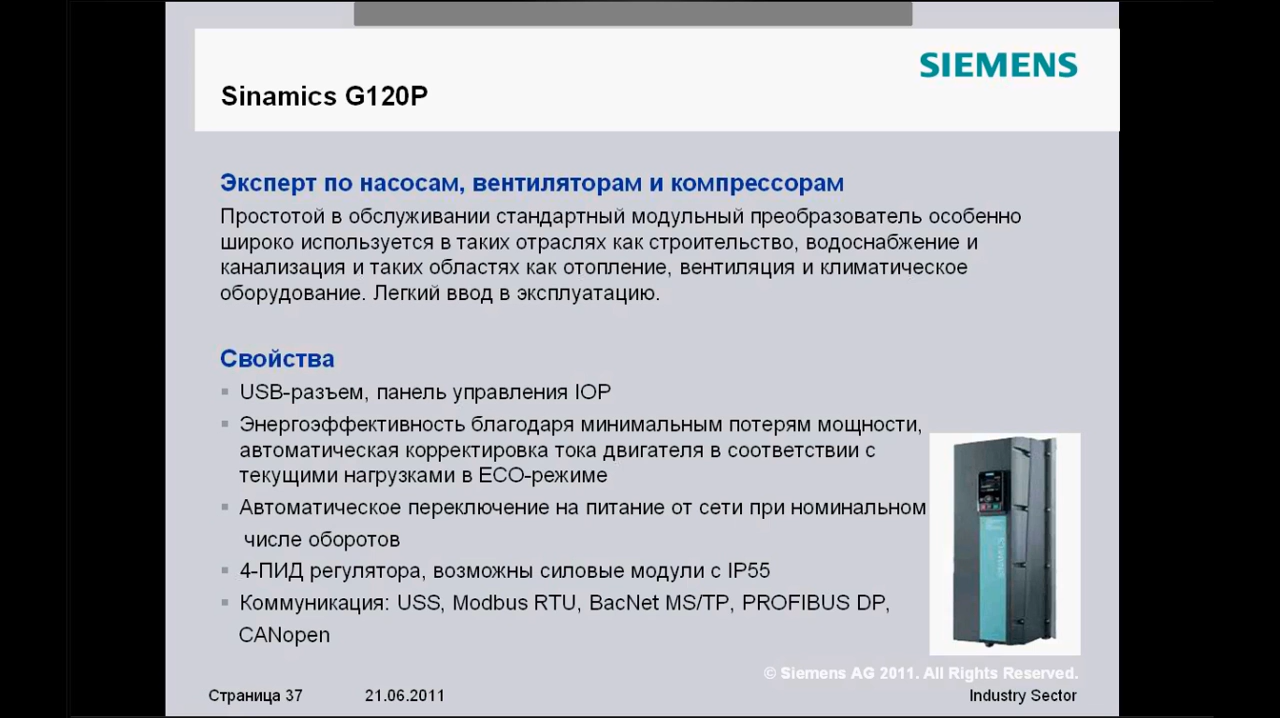 SIEMENS
Sinamics G120P
Эксперт по насосам, вентиляторам и компрессорам
Простотой в обслуживании стандартный модульный преобразователь особенно
широко используется в таких отраслях как строительство, водоснабжение и
канализация и таких областях как отопление, вентиляция и климатическое
оборудование. Легкий ввод в эксплуатацию.
Свойства
USB-разъем, панель управления IOP
Энергоэффективность благодаря минимальным потерям мощности,
автоматическая корректировка тока двигателя в соответствии с
текущими нагрузками в ECO-режиме
Автоматическое переключение на питание от сети при номинальном
числе оборотов
4-ПИД регулятора, возможны силовые модули с IP55
Коммуникация: USS, Modbus RTU, BacNet MS/TP, PROFIBUS DP,
CANopen
© Siemens AG 2011. All Rights Reserved.
Страница 37 21.06.2011 Industry Sector